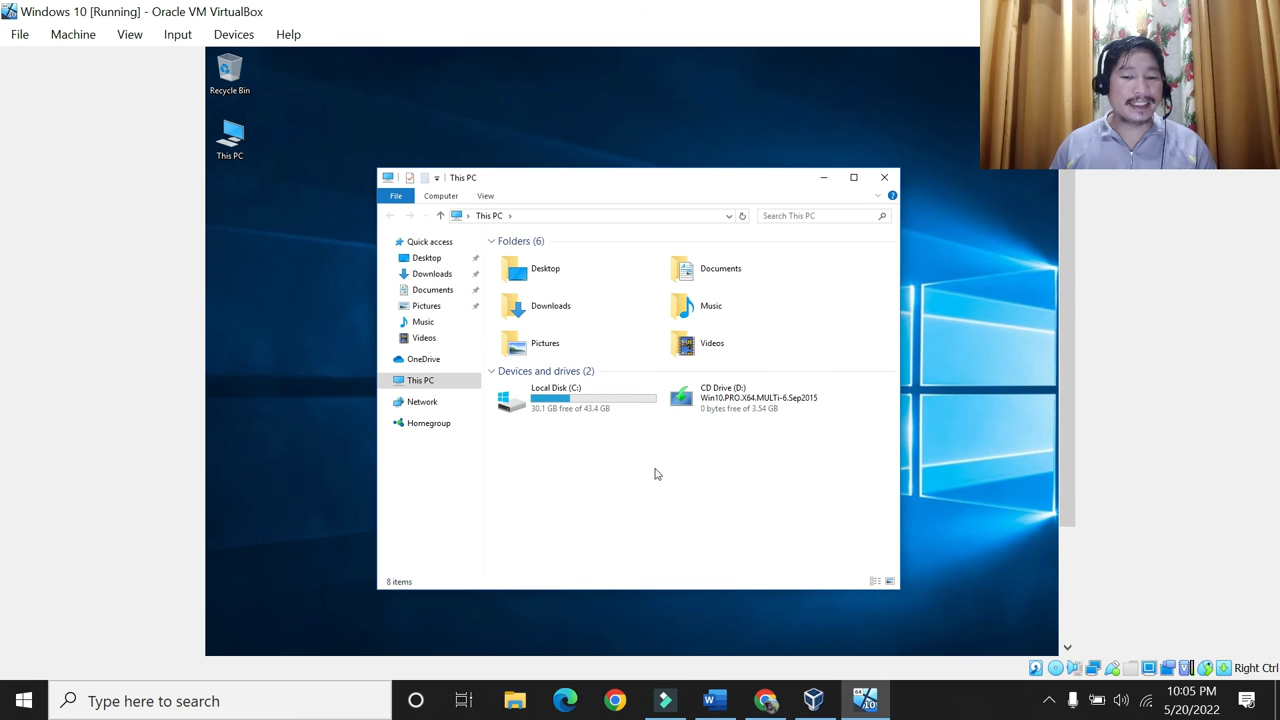 Windows 10 [Running] - Oracle VM VirtualBox
File Machine View Input Devices Help
Recycle Bin
This PC
This PC
File Computer View
This PC
Search This PC
Quick access
Desktop
Downloads
Documents
Pictures
Music
Videos
OneDrive
This PC
Network
Homegroup
Folders (6)
Desktop
Documents
Downloads
Music
Pictures
Videos
Devices and drives (2)
Local Disk (C:)
30.1 GB free of 43.4 GB
CD Drive (D:)
Win10.PRO.X64.MULTi-6.Sep2015
0 bytes free of 3.54 GB
8 items
Right Ctrl
Type here to search
64
10
10:05 PM
5/20/2022